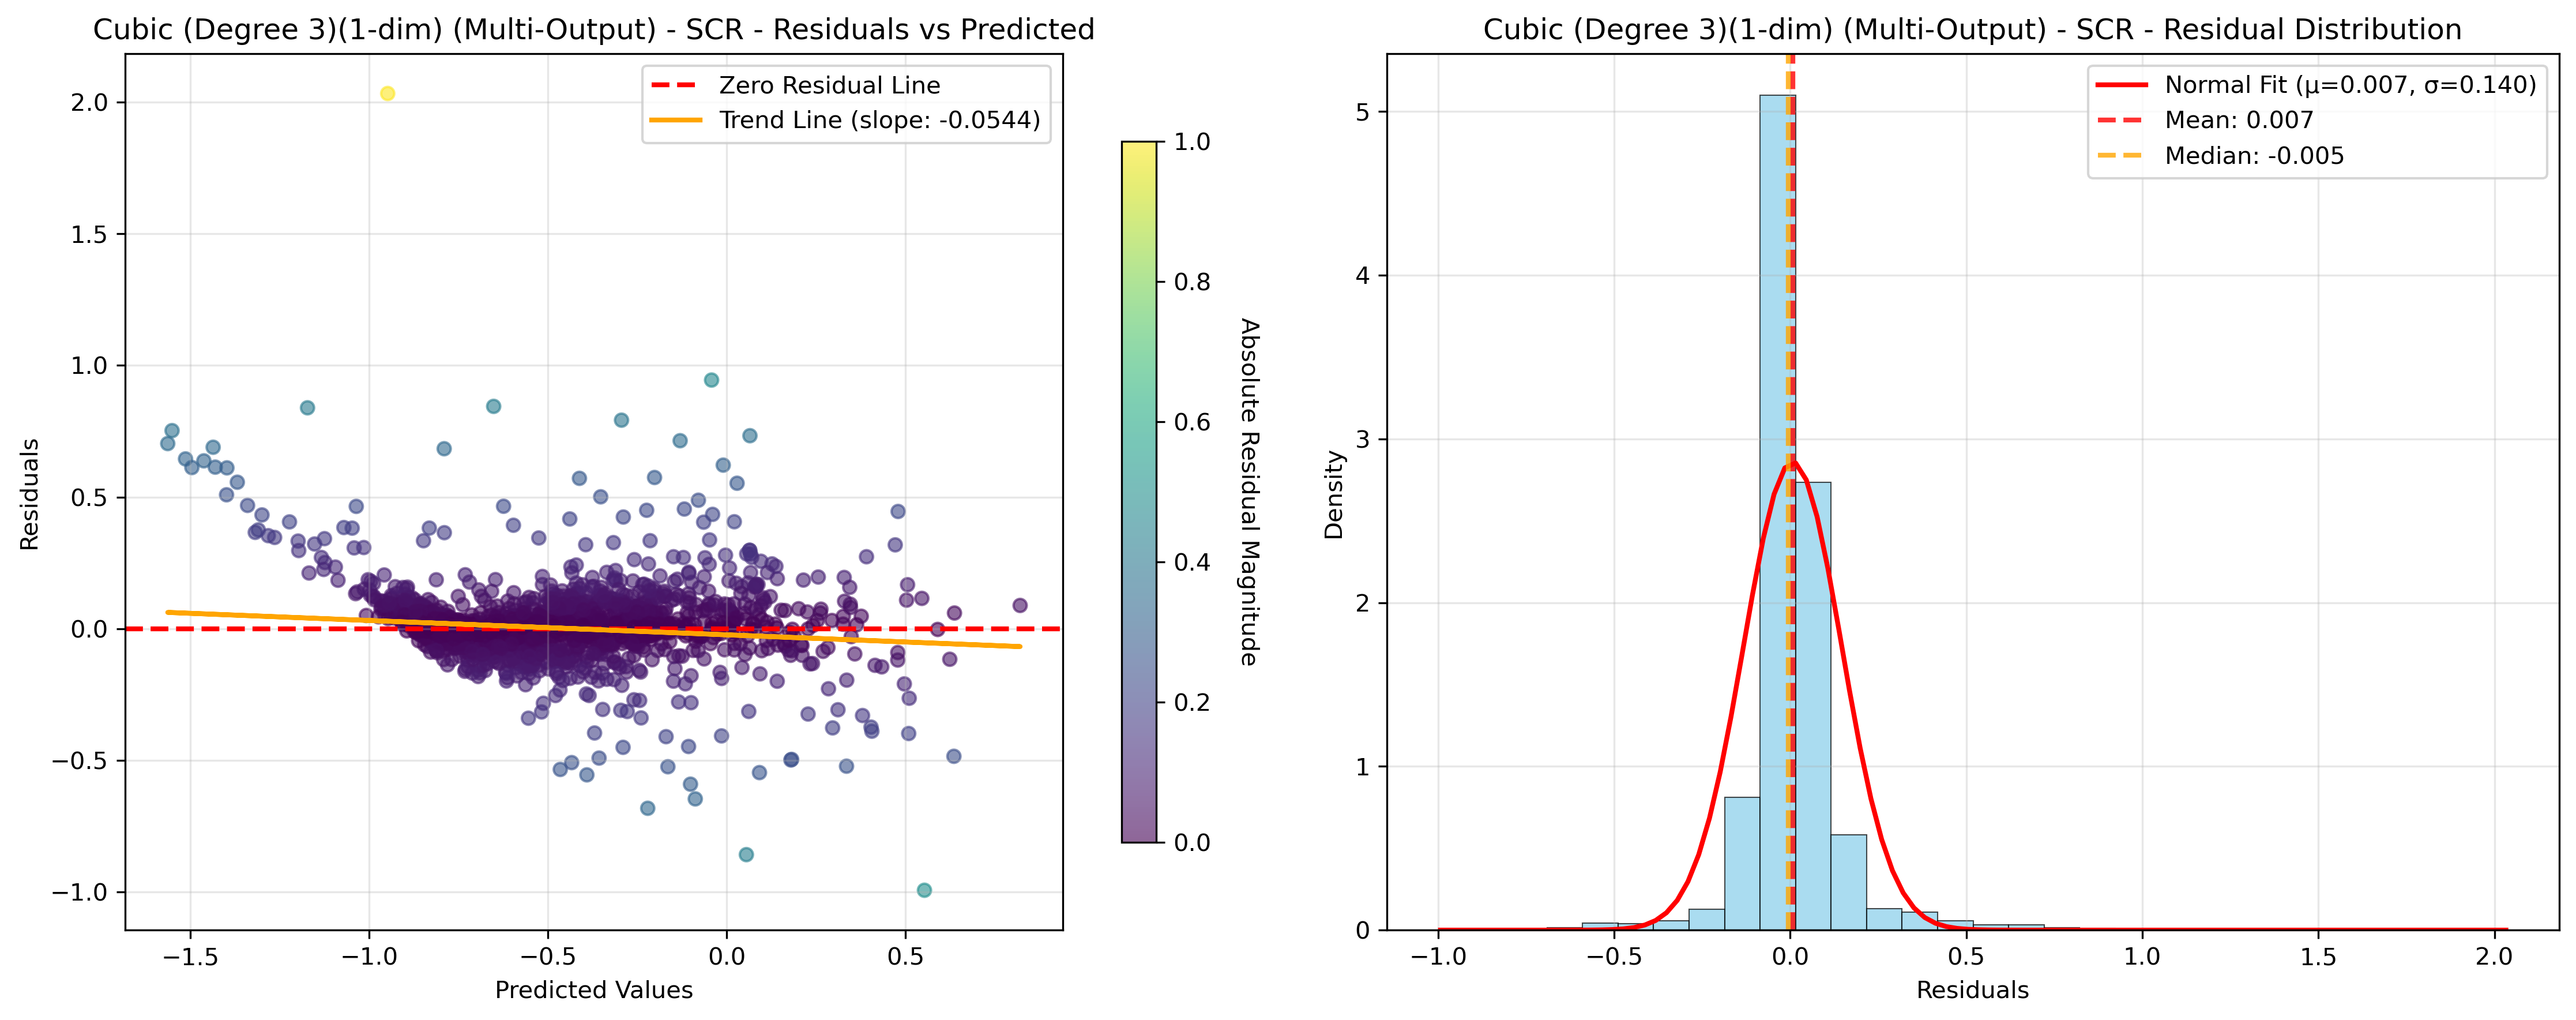 Cubic (Degree 3)(1-dim) (Multi-Output) - SCR - Residuals vs Predicted
Zero Residual Line
Trend Line (slope: -0.0544)
2.0
1.5
1.0
0.5
0.0
−0.5
−1.0
Residuals
−1.5
−1.0
−0.5
0.0
0.5
Predicted Values
1.0
0.8
0.6
0.4
0.2
0.0
Absolute Residual Magnitude
Cubic (Degree 3)(1-dim) (Multi-Output) - SCR - Residual Distribution
Normal Fit (μ=0.007, σ=0.140)
Mean: 0.007
Median: -0.005
5
4
3
2
1
0
Density
−1.0
−0.5
0.0
0.5
1.0
1.5
2.0
Residuals